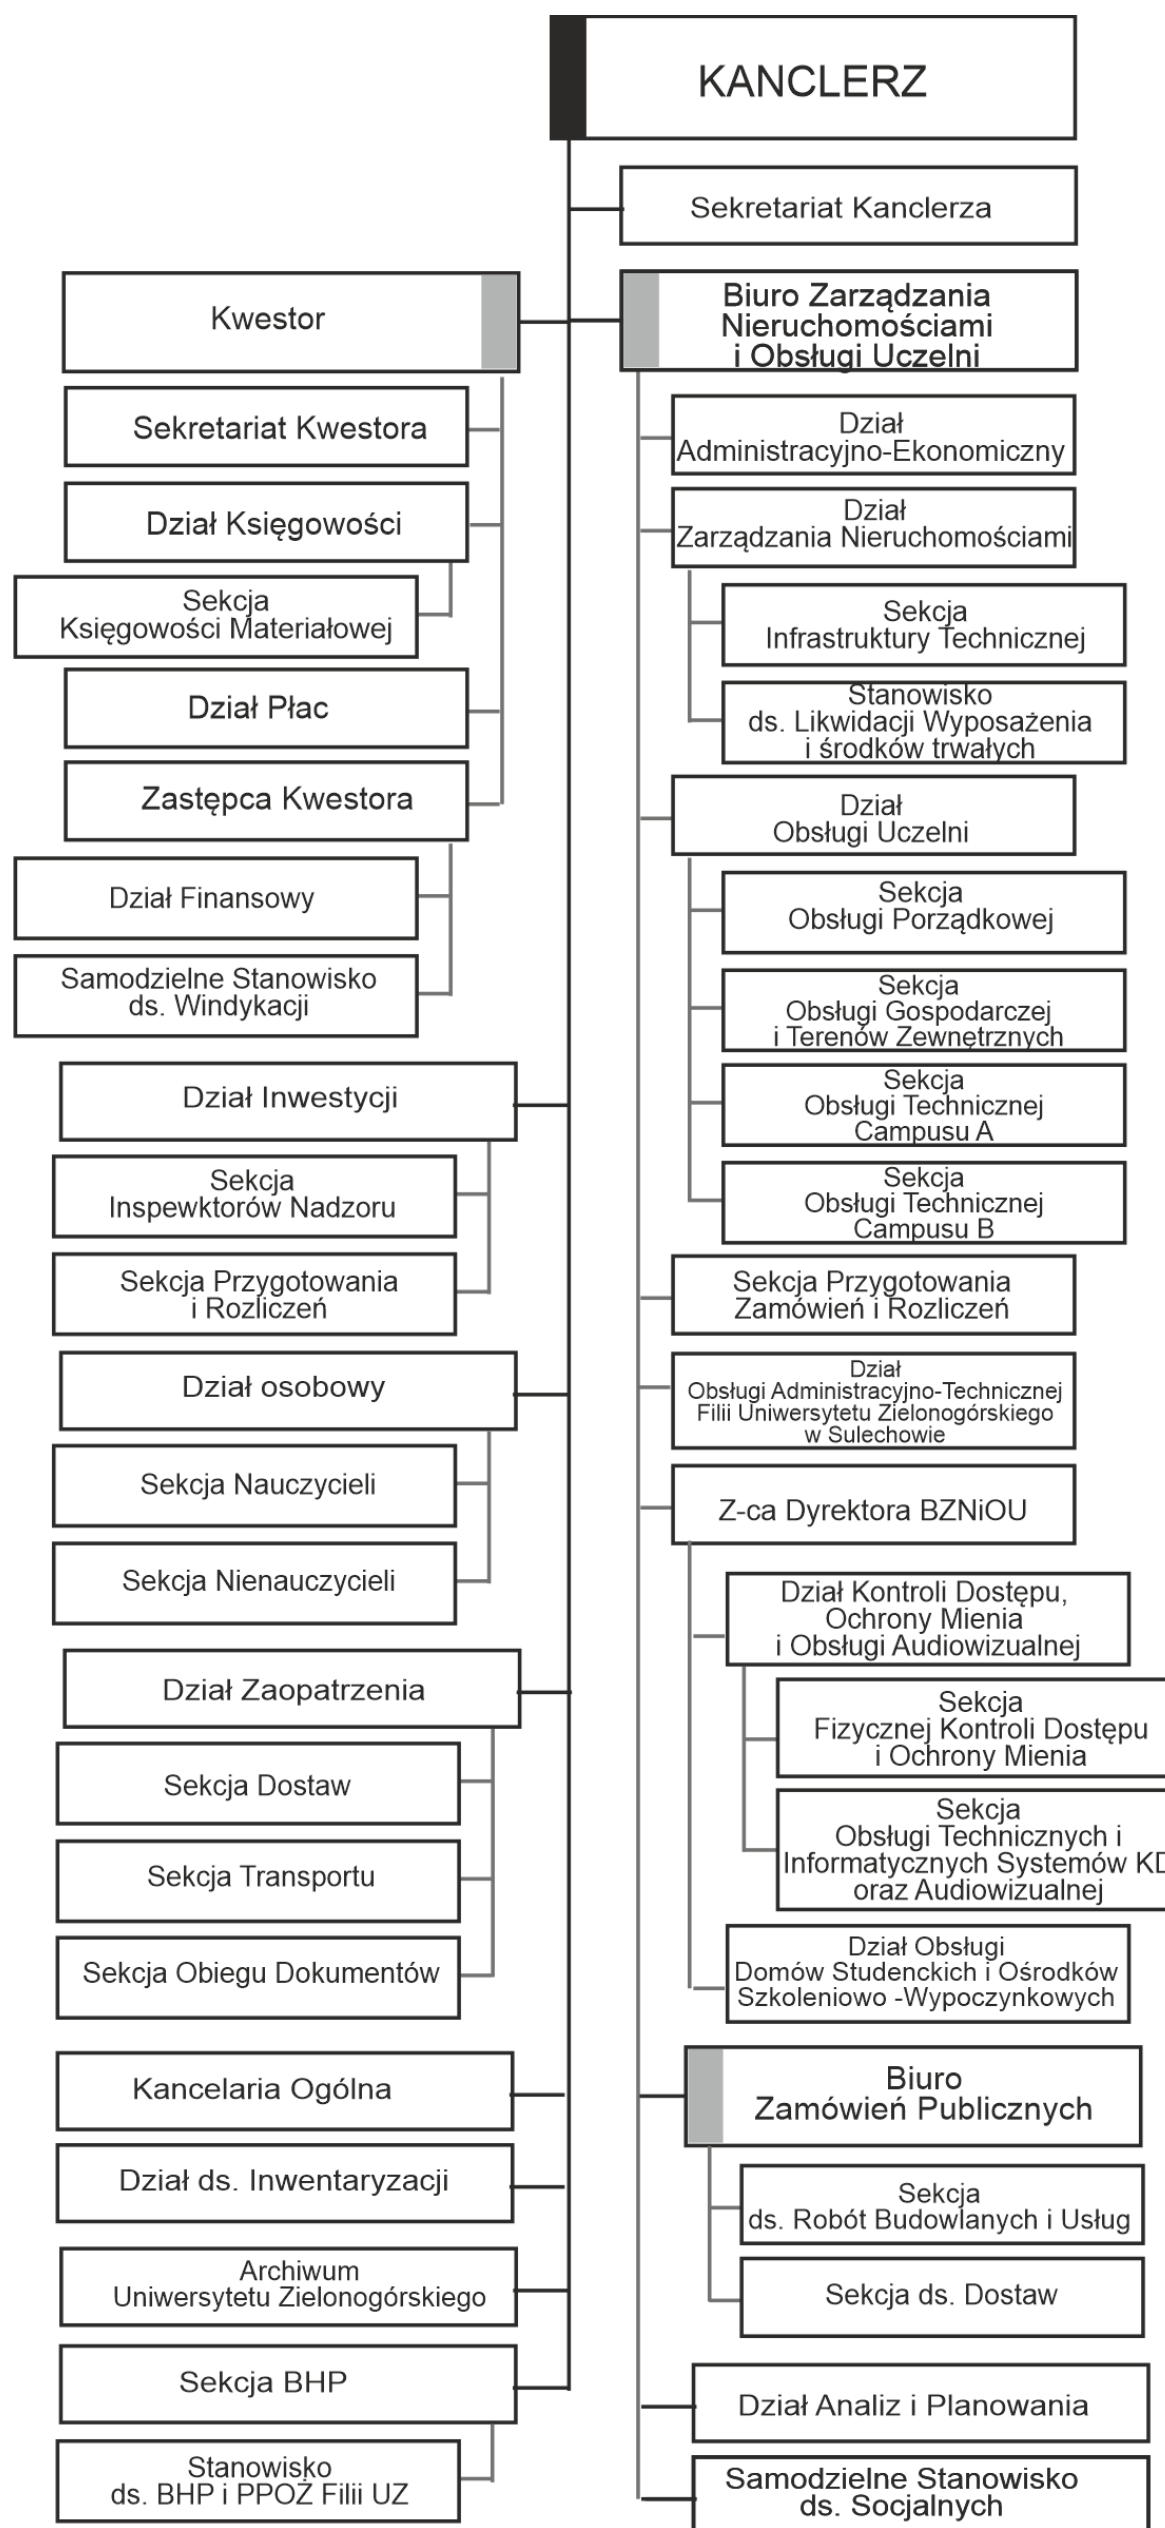 KANCLERZ
Sekretariat Kanclerza
Kwestor
Sekretariat Kwestora
Dział Księgowości
Sekcja
Księgowości Materiałowej
Dział Płac
Zastępca Kwestora
Dział Finansowy
Samodzielne Stanowisko
ds. Windykacji
Dział Inwestycji
Sekcja
Inspewktorów Nadzoru
Sekcja Przygotowania
i Rozliczeń
Dział osobowy
Sekcja Nauczycieli
Sekcja Nienauczycieli
Dział Zaopatrzenia
Sekcja Dostaw
Sekcja Transportu
Sekcja Obiegu Dokumentów
Kancelaria Ogólna
Dział ds. Inwentaryzacji
Archiwum
Uniwersytetu Zielonogórskiego
Sekcja BHP
Stanowisko
ds. BHP i PPOŻ Filii UZ
Biuro Zarządzania
Nieruchomościami
i Obsługi Uczelni
Dział
Administracyjno-Ekonomiczny
Dział
Zarządzania Nieruchomościami
Sekcja
Infrastruktury Technicznej
Stanowisko
ds. Likwidacji Wyposażenia
i środków trwałych
Dział
Obsługi Uczelni
Sekcja
Obsługi Porządkowej
Sekcja
Obsługi Gospodarczej
i Terenów Zewnętrznych
Sekcja
Obsługi Technicznej
Campusu A
Sekcja
Obsługi Technicznej
Campusu B
Sekcja Przygotowania
Zamówień i Rozliczeń
Dział
Obsługi Administracyjno-Technicznej
Filii Uniwersytetu Zielonogórskiego
w Sulechowie
Z-ca Dyrektora BZNiOU
Dział Kontroli Dostępu,
Ochrony Mienia
i Obsługi Audiowizualnej
Sekcja
Fizycznej Kontroli Dostępu
i Ochrony Mienia
Sekcja
Obsługi Technicznych i
Informatycznych Systemów KD
oraz Audiowizualnej
Dział Obsługi
Domów Studenckich i Ośrodków
Szkoleniowo -Wypoczynkowych
Biuro
Zamówień Publicznych
Sekcja
ds. Robót Budowlanych i Usług
Sekcja ds. Dostaw
Dział Analiz i Planowania
Samodzielne Stanowisko
ds. Socjalnych